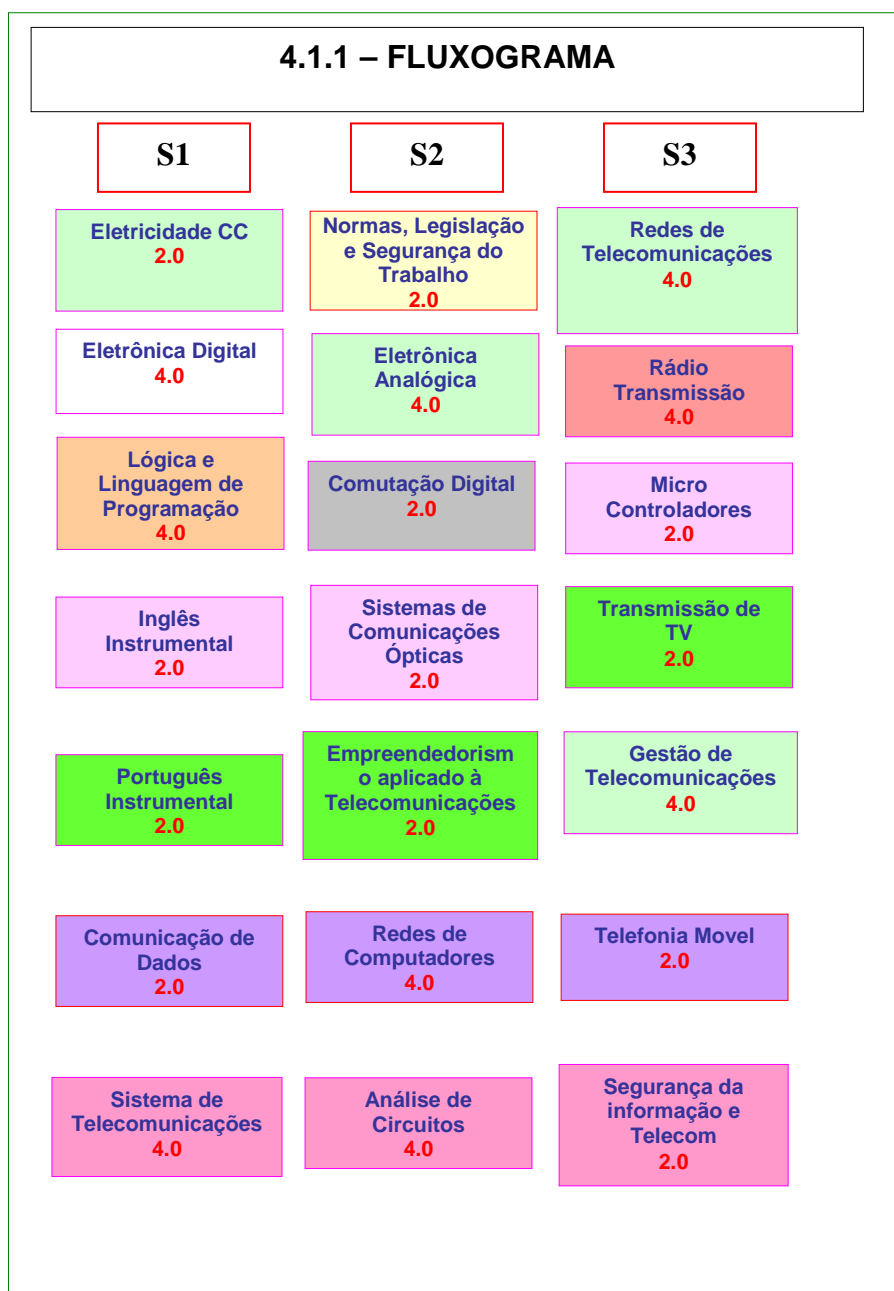 4.1.1 – FLUXOGRAMA
S1
S2
S3
Eletricidade CC
2.0
Normas, Legislação
e Segurança do
Trabalho
2.0
Redes de
Telecomunicações
4.0
Eletrônica Digital
4.0
Eletrônica
Analógica
4.0
Rádio
Transmissão
4.0
Lógica e
Linguagem de
Programação
4.0
Comutação Digital
2.0
Micro
Controladores
2.0
Inglês
Instrumental
2.0
Sistemas de
Comunicações
Ópticas
2.0
Transmissão de
TV
2.0
Português
Instrumental
2.0
Empreendedorism
o aplicado à
Telecomunicações
2.0
Gestão de
Telecomunicações
4.0
Comunicação de
Dados
2.0
Redes de
Computadores
4.0
Telefonia Movel
2.0
Sistema de
Telecomunicações
4.0
Análise de
Circuitos
4.0
Segurança da
informação e
Telecom
2.0